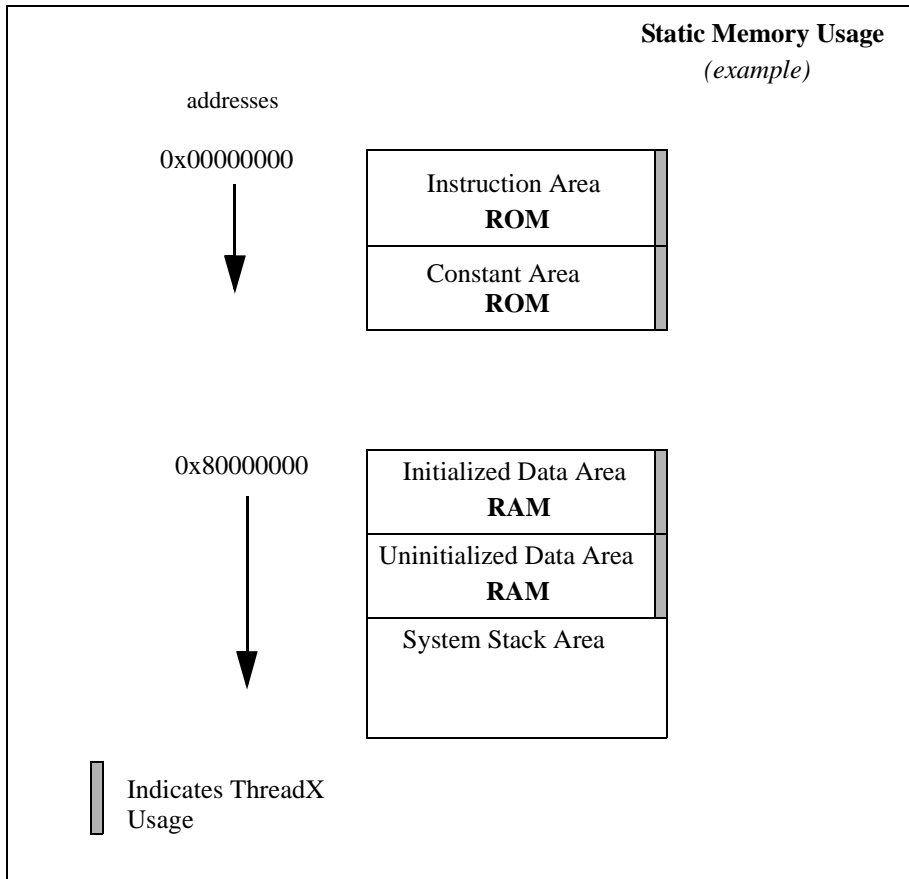 Static Memory Usage
(example)
addresses
0x00000000
Instruction Area
ROM
Constant Area
ROM
0x80000000
Initialized Data Area
RAM
Uninitialized Data Area
RAM
System Stack Area
Indicates ThreadX
Usage